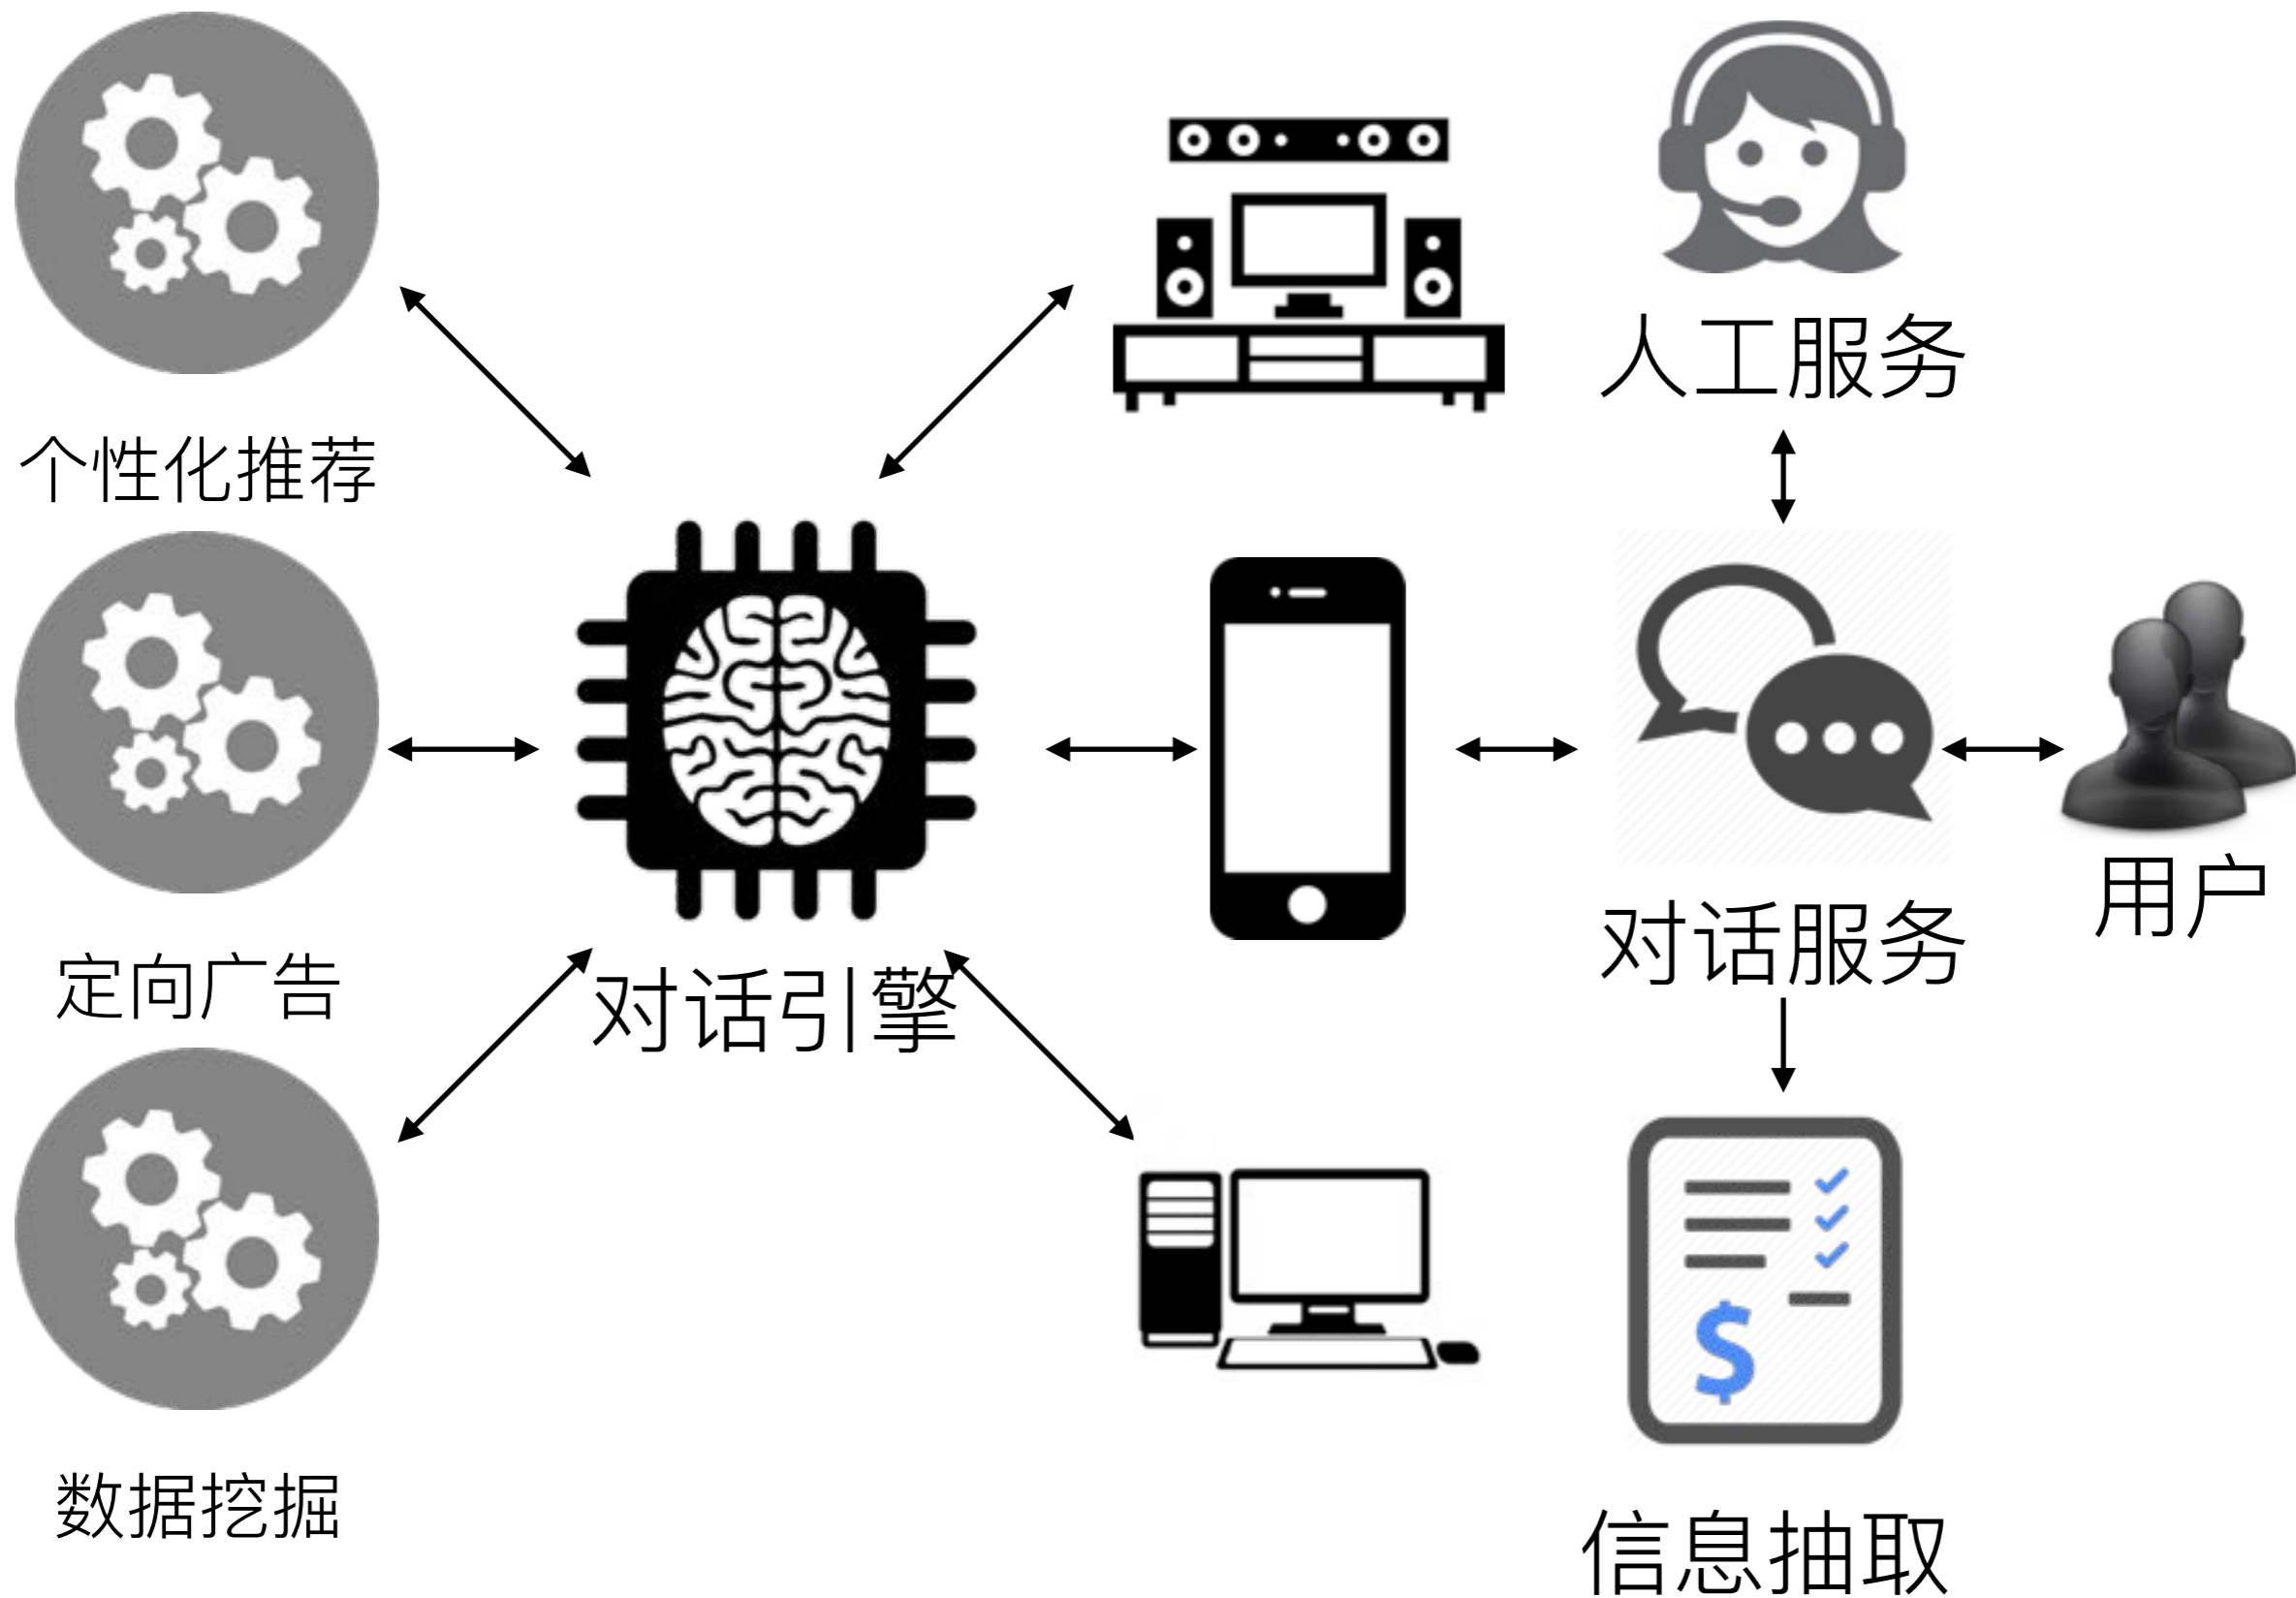 个性化推荐
定向广告
数据挖掘
对话引擎
人工服务
对话服务
用户
信息抽取